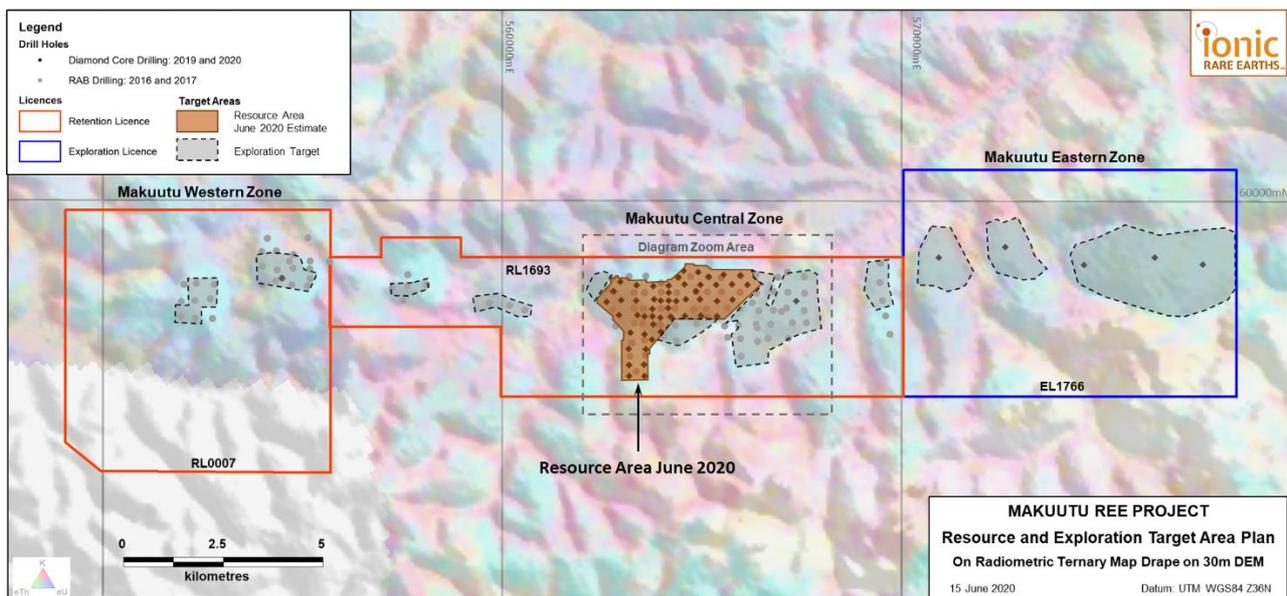 Legend
Drill Holes
Diamond Core Drilling: 2019 and 2020
RAB Drilling: 2016 and 2017
Licences
Target Areas
Retention Licence
Resource Area
June 2020 Estimate
Exploration Licence
Exploration Target
560000mE
570000mE
ionic
RARE EARTHS
Makuutu Eastern Zone
Makuutu Western Zone
60000mN
Makuutu Central Zone
Diagram Zoom Area
RL1693
EL1766
RL0007
Resource Area June 2020
0 2.5 5
kilometres
K
eTh eU
MAKUUTU REE PROJECT
Resource and Exploration Target Area Plan
On Radiometric Ternary Map Drape on 30m DEM
15 June 2020 Datum: UTM WGS84 Z36N